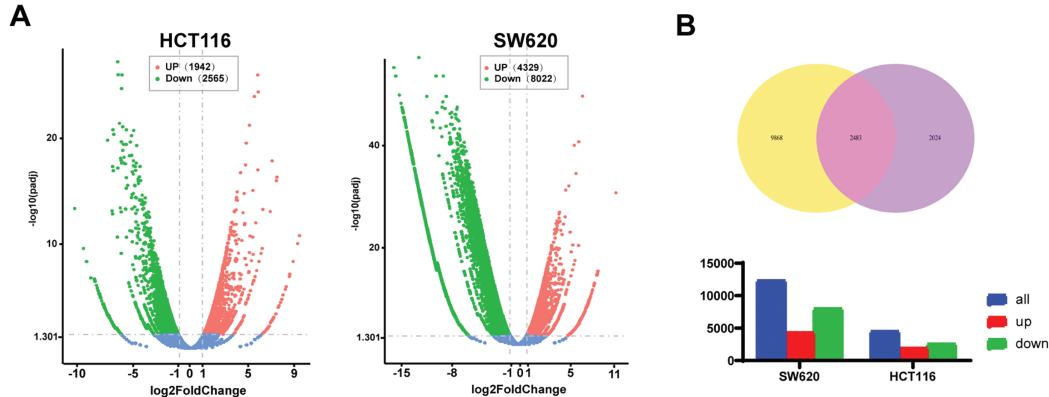 A
HCT116
UP（1942）
Down（2565）
-log10(padj)
20
10
1.301
-10
-5
-1
0
1
5
9
log2FoldChange
SW620
UP（4329）
Down（8022）
-log10(padj)
40
20
1.301
-15
-8
-1
0
1
11
log2FoldChange
B
9868
2483
2024
15000
10000
5000
0
SW620
HCT116
all
up
down